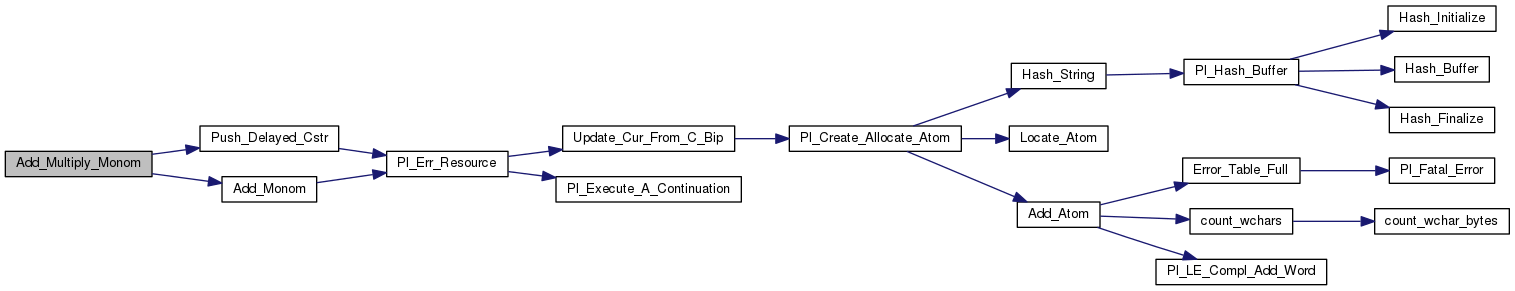 Add_Multiply_Monom
Push_Delayed_Cstr
Add_Monom
Pl_Err_Resource
Update_Cur_From_C_Bip
Pl_Execute_A_Continuation
Pl_Create_Allocate_Atom
Hash_String
Locate_Atom
Add_Atom
Pl_Hash_Buffer
Error_Table_Full
count_wchars
Pl_LE_Compl_Add_Word
Hash_Initialize
Hash_Buffer
Hash_Finalize
Pl_Fatal_Error
count_wchar_bytes